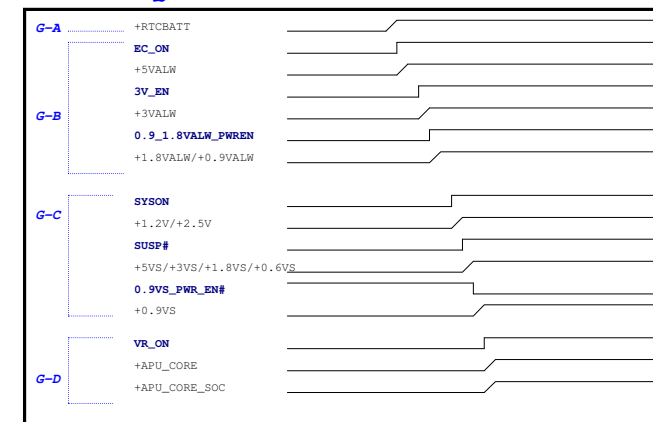 G-A +RTCBATT
EC_ON
+5VALW
3V_EN
G-B +3VALW
0.9_1.8VALW_PWREN
+1.8VALW/+0.9VALW
SYSON
G-C
+1.2V/+2.5V
SUSP#
+5VS/+3VS/+1.8VS/+0.6VS
0.9VS_PWR_EN#
+0.9VS
VR_ON
+APU_CORE
G-D
+APU_CORE_SOC